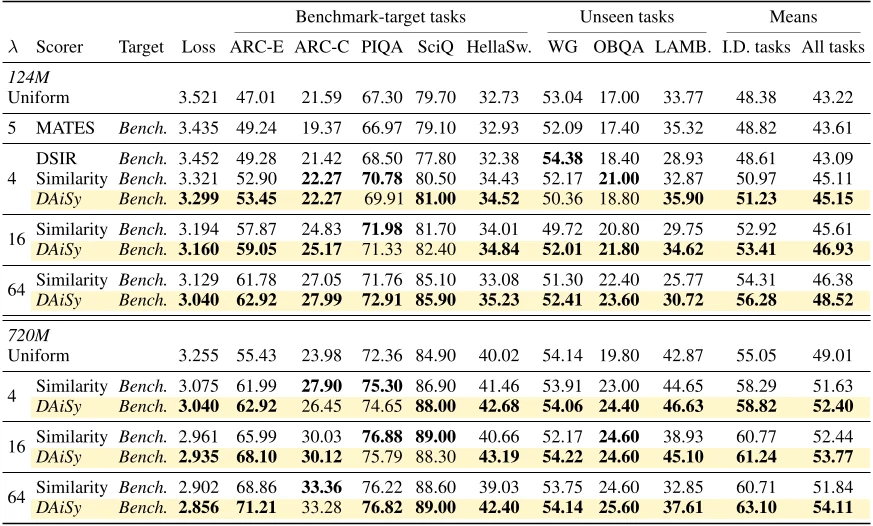 Benchmark-target tasks Unseen tasks Means
λ Scorer Target Loss ARC-E ARC-C PIQA SciQ HellaSw. WG OBQA LAMB. I.D. tasks All tasks
124M
Uniform 3.521 47.01 21.59 67.30 79.70 32.73 53.04 17.00 33.77 48.38 43.22
5 MATES Bench. 3.435 49.24 19.37 66.97 79.10 32.93 52.09 17.40 35.32 48.82 43.61
DSIR Bench. 3.452 49.28 21.42 68.50 77.80 32.38 54.38 18.40 28.93 48.61 43.09
4 Similarity Bench. 3.321 52.90 22.27 70.78 80.50 34.43 52.17 21.00 32.87 50.97 45.11
DAiSy Bench. 3.299 53.45 22.27 69.91 81.00 34.52 50.36 18.80 35.90 51.23 45.15
16 Similarity Bench. 3.194 57.87 24.83 71.98 81.70 34.01 49.72 20.80 29.75 52.92 45.61
DAiSy Bench. 3.160 59.05 25.17 71.33 82.40 34.84 52.01 21.80 34.62 53.41 46.93
64 Similarity Bench. 3.129 61.78 27.05 71.76 85.10 33.08 51.30 22.40 25.77 54.31 46.38
DAiSy Bench. 3.040 62.92 27.99 72.91 85.90 35.23 52.41 23.60 30.72 56.28 48.52
720M
Uniform 3.255 55.43 23.98 72.36 84.90 40.02 54.14 19.80 42.87 55.05 49.01
4 Similarity Bench. 3.075 61.99 27.90 75.30 86.90 41.46 53.91 23.00 44.65 58.29 51.63
DAiSy Bench. 3.040 62.92 26.45 74.65 88.00 42.68 54.06 24.40 46.63 58.82 52.40
16 Similarity Bench. 2.961 65.99 30.03 76.88 89.00 40.66 52.17 24.60 38.93 60.77 52.44
DAiSy Bench. 2.935 68.10 30.12 75.79 88.30 43.19 54.22 24.60 45.10 61.24 53.77
64 Similarity Bench. 2.902 68.86 33.36 76.22 88.60 39.03 53.75 24.60 32.85 60.71 51.84
DAiSy Bench. 2.856 71.21 33.28 76.82 89.00 42.40 54.14 25.60 37.61 63.10 54.11